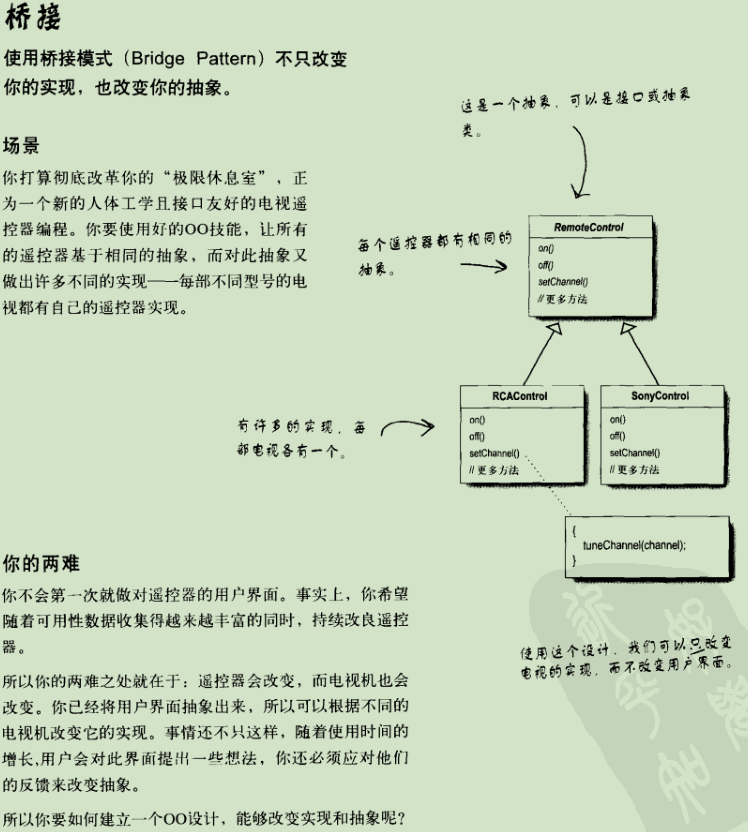 桥接
使用桥接模式（Bridge Pattern）不只改变
你的实现，也改变你的抽象。
场景
你打算彻底改革你的“极限休息室”，正
为一个新的人体工学且接口友好的电视遥
控器编程。你要使用好的OO技能，让所有
的遥控器基于相同的抽象，而对此抽象又
做出许多不同的实现——每部不同型号的电
视都有自己的遥控器实现。
这是一个抽象，可以是接口或抽象
类。
每个遥控器都有相同的
抽象。
RemoteControl
on()
off()
setChannel()
//更多方法
有许多的实现，每
部电视各有一个。
RCAControl
on()
off()
setChannel()
//更多方法
SonyControl
on()
off()
setChannel()
//更多方法
{
tuneChannel(channel);
}
使用这个设计，我们可以只改变
电视的实现，而不改变用户界面。
你的两难
你不会第一次就做对遥控器的用户界面。事实上，你希望
随着可用性数据收集得越来越丰富的同时，持续改良遥控
器。
所以你的两难之处就在于：遥控器会改变，而电视机也会
改变。你已经将用户界面抽象出来，所以可以根据不同的
电视机改变它的实现。事情还不只这样，随着使用时间的
增长,用户会对此界面提出一些想法，你还必须应对他们
的反馈来改变抽象。
所以你要如何建立一个OO设计，能够改变实现和抽象呢？